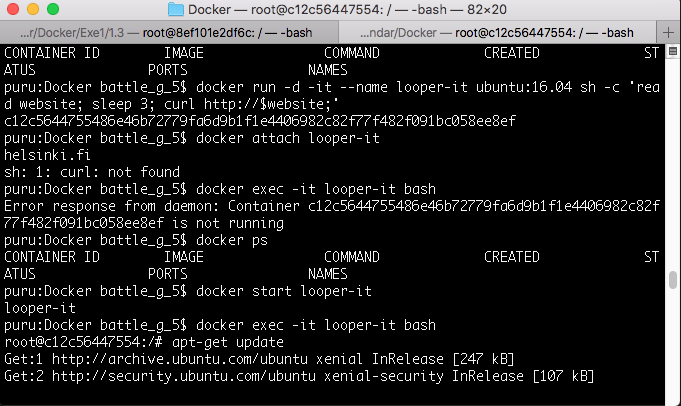 Docker — root@c12c56447554: / — -bash — 82×20
...r/Docker/Exe1/1.3 — root@8ef101e2df6c: / — -bash
...ndar/Docker — root@c12c56447554: / — -bash
+
CONTAINER ID IMAGE COMMAND CREATED ST
ATUS PORTS NAMES
puru:Docker battle_g_5$ docker run -d -it --name looper-it ubuntu:16.04 sh -c 'rea
d website; sleep 3; curl http://$website;'
c12c5644755486e46b72779fa6d9b1f1e4406982c82f77f482f091bc058ee8ef
puru:Docker battle_g_5$ docker attach looper-it
helsinki.fi
sh: 1: curl: not found
puru:Docker battle_g_5$ docker exec -it looper-it bash
Error response from daemon: Container c12c5644755486e46b72779fa6d9b1f1e4406982c82f
77f482f091bc058ee8ef is not running
puru:Docker battle_g_5$ docker ps
CONTAINER ID IMAGE COMMAND CREATED ST
ATUS PORTS NAMES
puru:Docker battle_g_5$ docker start looper-it
looper-it
puru:Docker battle_g_5$ docker exec -it looper-it bash
root@c12c56447554:/# apt-get update
Get:1 http://archive.ubuntu.com/ubuntu xenial InRelease [247 kB]
Get:2 http://security.ubuntu.com/ubuntu xenial-security InRelease [107 kB]